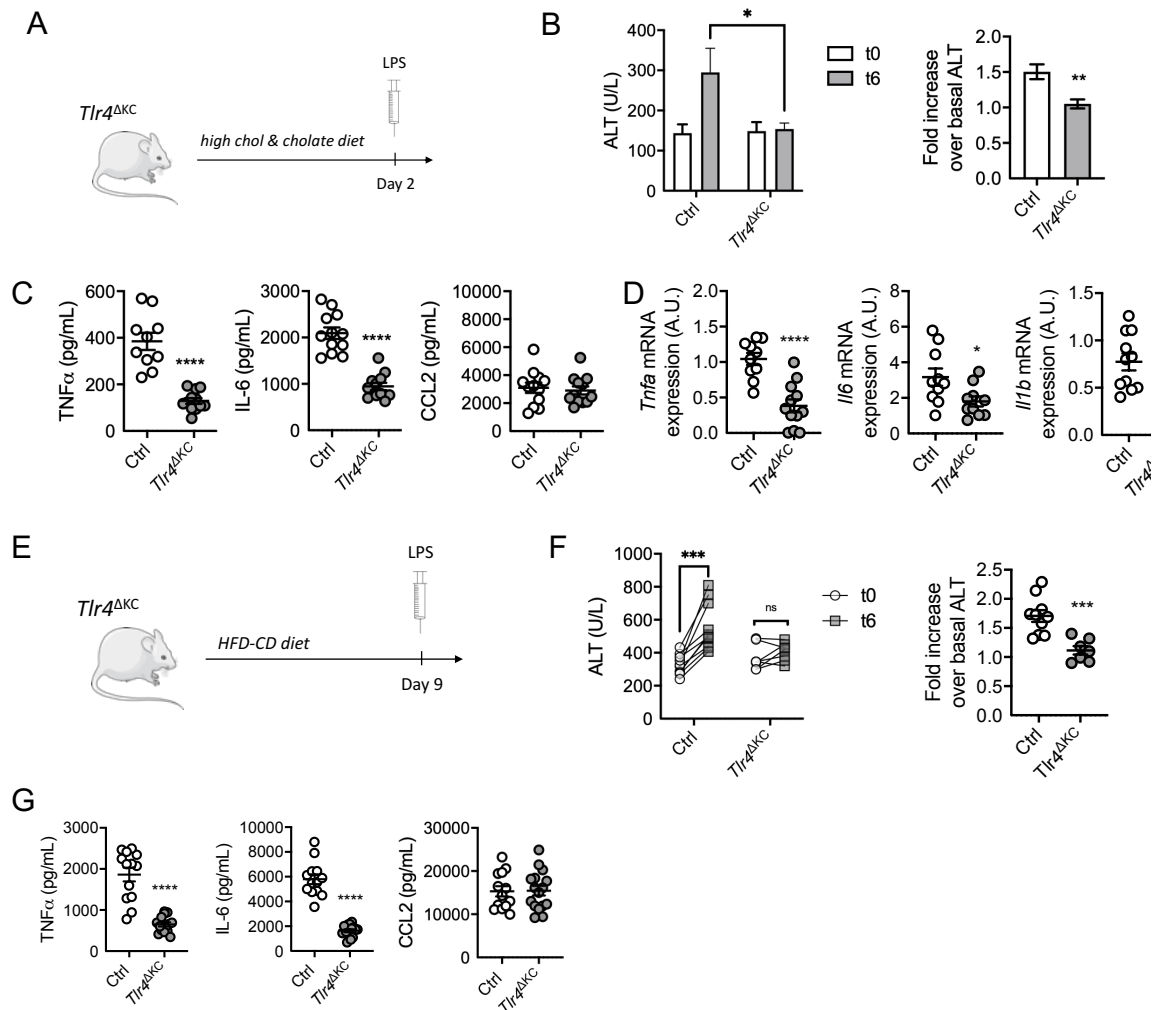 A
LPS
Tlr4ΔKC
high chol & cholate diet
Day 2
B
*
ALT (U/L)
400
300
200
100
0
Ctrl
Tlr4ΔKC
t0
t6
Fold increase
over basal ALT
2.0
1.5
1.0
0.5
0.0
**
Ctrl
Tlr4ΔKC
C
TNFα (pg/mL)
600
400
200
0
****
Ctrl
Tlr4ΔKC
IL-6 (pg/mL)
3000
2000
1000
0
****
Ctrl
Tlr4ΔKC
CCL2 (pg/mL)
10000
8000
6000
4000
2000
0
Ctrl
Tlr4ΔKC
D
Tnfa mRNA
expression (A.U.)
2.0
1.5
1.0
0.5
0.0
****
Ctrl
Tlr4ΔKC
Il6 mRNA
expression (A.U.)
8
6
4
2
0
*
Ctrl
Tlr4ΔKC
Il1b mRNA
expression (A.U.)
1.5
1.0
0.5
0.0
Ctrl
Tlr4
E
LPS
Tlr4ΔKC
HFD-CD diet
Day 9
F
ALT (U/L)
1000
800
600
400
200
0
***
ns
Ctrl
Tlr4ΔKC
t0
t6
Fold increase
over basal ALT
2.5
2.0
1.5
1.0
0.5
0.0
***
Ctrl
Tlr4ΔKC
G
TNFα (pg/mL)
3000
2000
1000
0
****
Ctrl
Tlr4ΔKC
IL-6 (pg/mL)
10000
8000
6000
4000
2000
0
****
Ctrl
Tlr4ΔKC
CCL2 (pg/mL)
30000
20000
10000
0
Ctrl
Tlr4ΔKC